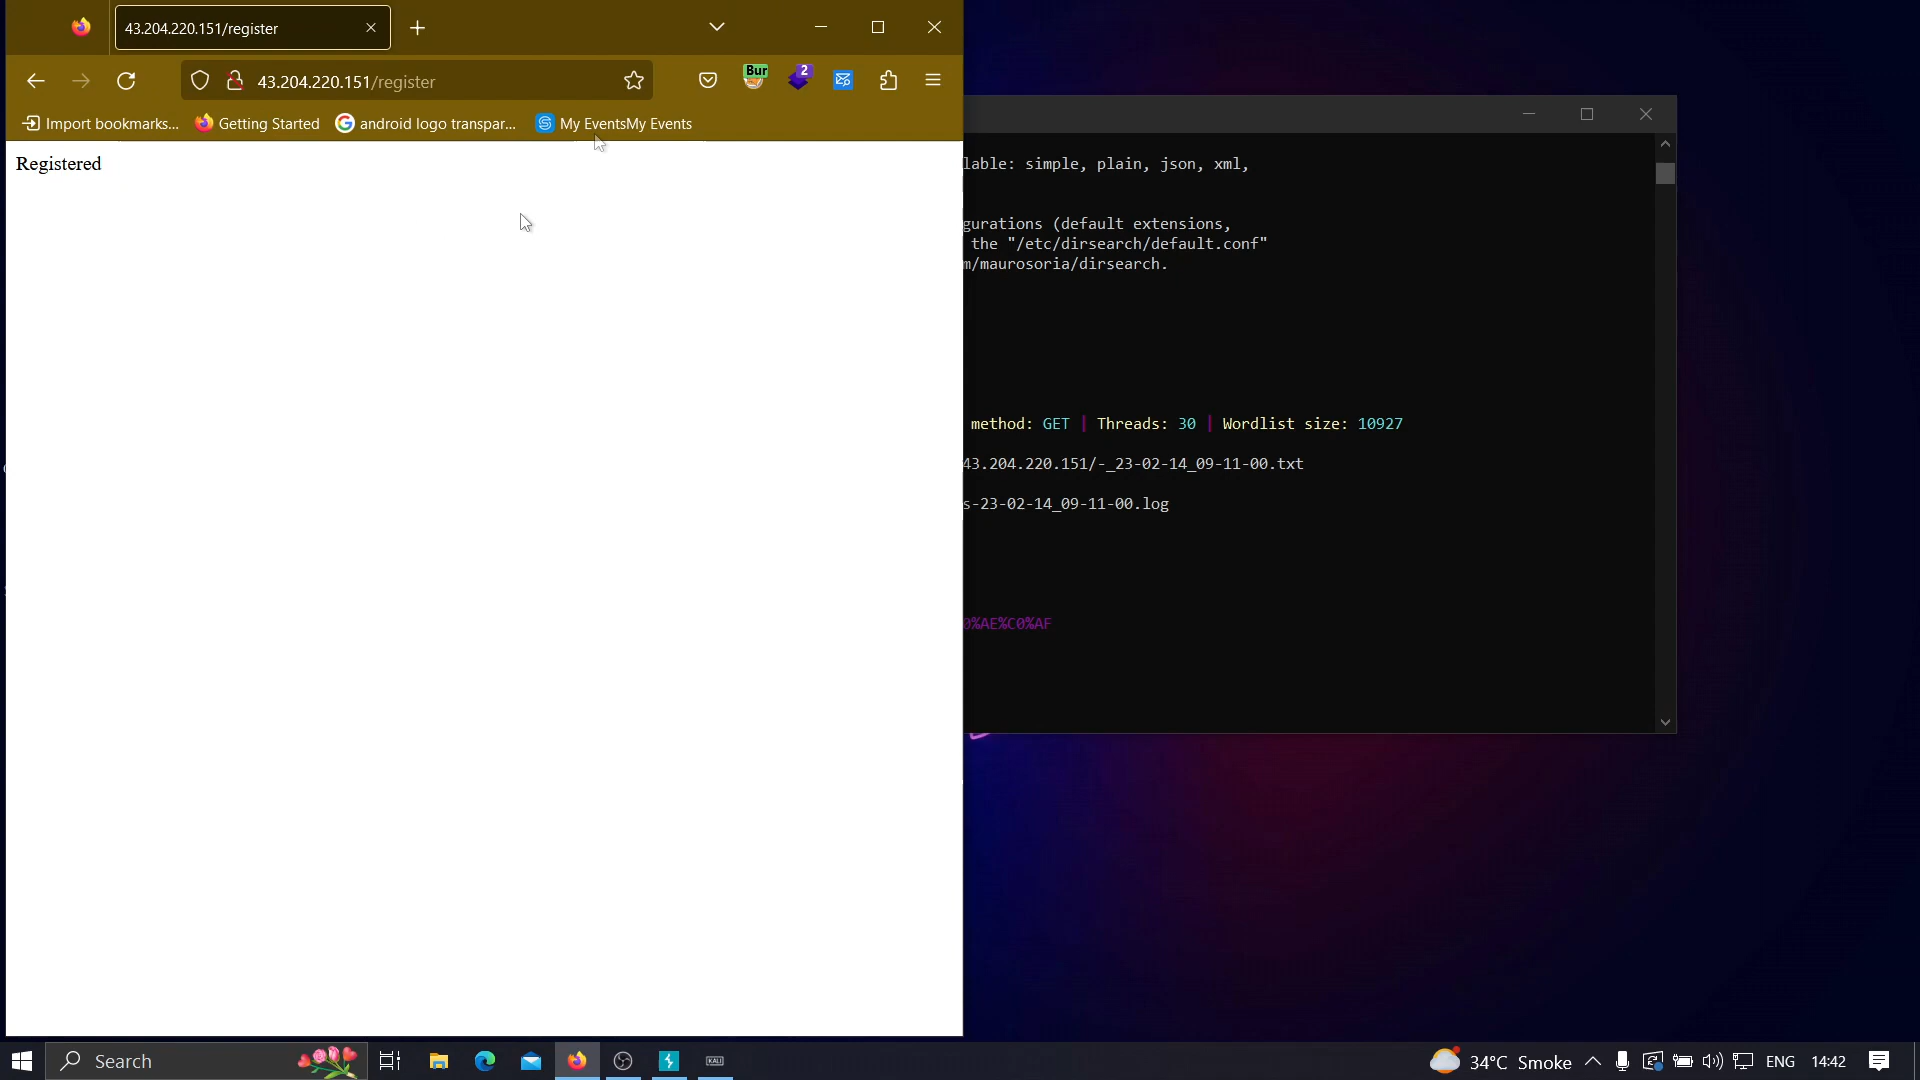 43.204.220.151/register
43.204.220.151/register
Bur
2
Import bookmarks...
Getting Started
android logo transpar...
My EventsMy Events
Registered
lable: simple, plain, json, xml,
gurations (default extensions,
the "/etc/dirsearch/default.conf"
m/maurosoria/dirsearch.
method: GET | Threads: 30 | Wordlist size: 10927
43.204.220.151/-_23-02-14_09-11-00.txt
s-23-02-14_09-11-00.log
0%AE%C0%AF
Search
KALI
34°C Smoke
ENG
14:42